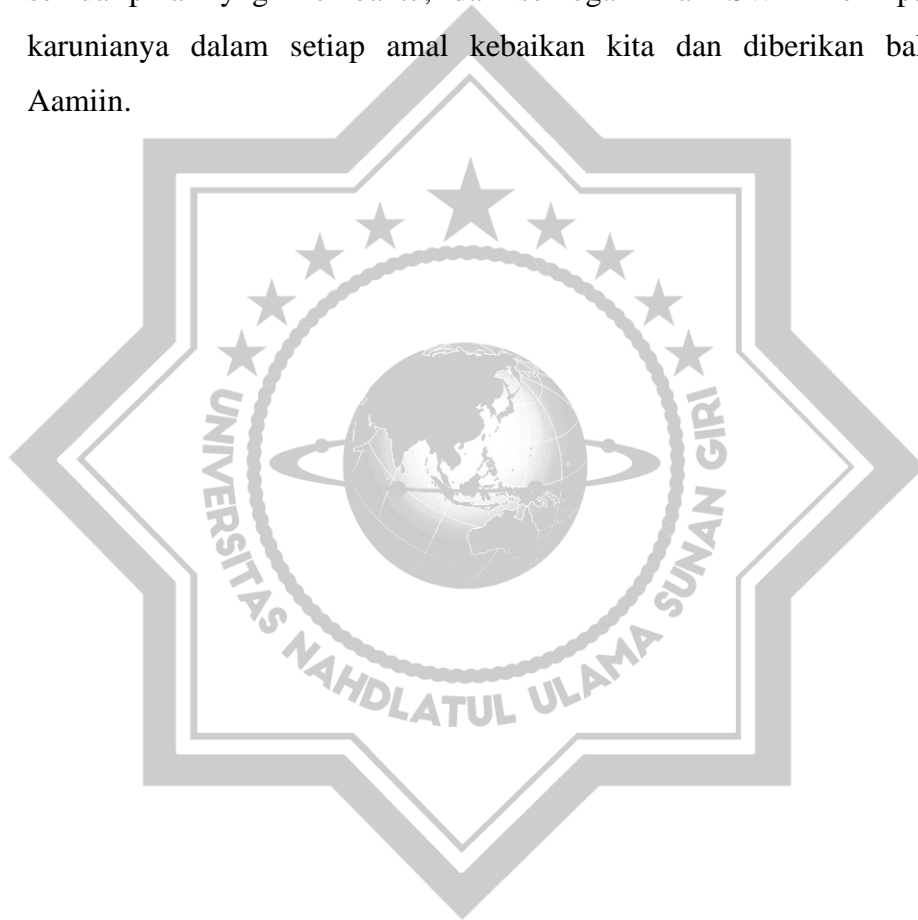 karunianya dalam setiap amal kebaikan kita dan diberikan
Aamiin.
UNIVERSITAS NAHDLATUL ULAMA SUNAN GIRI